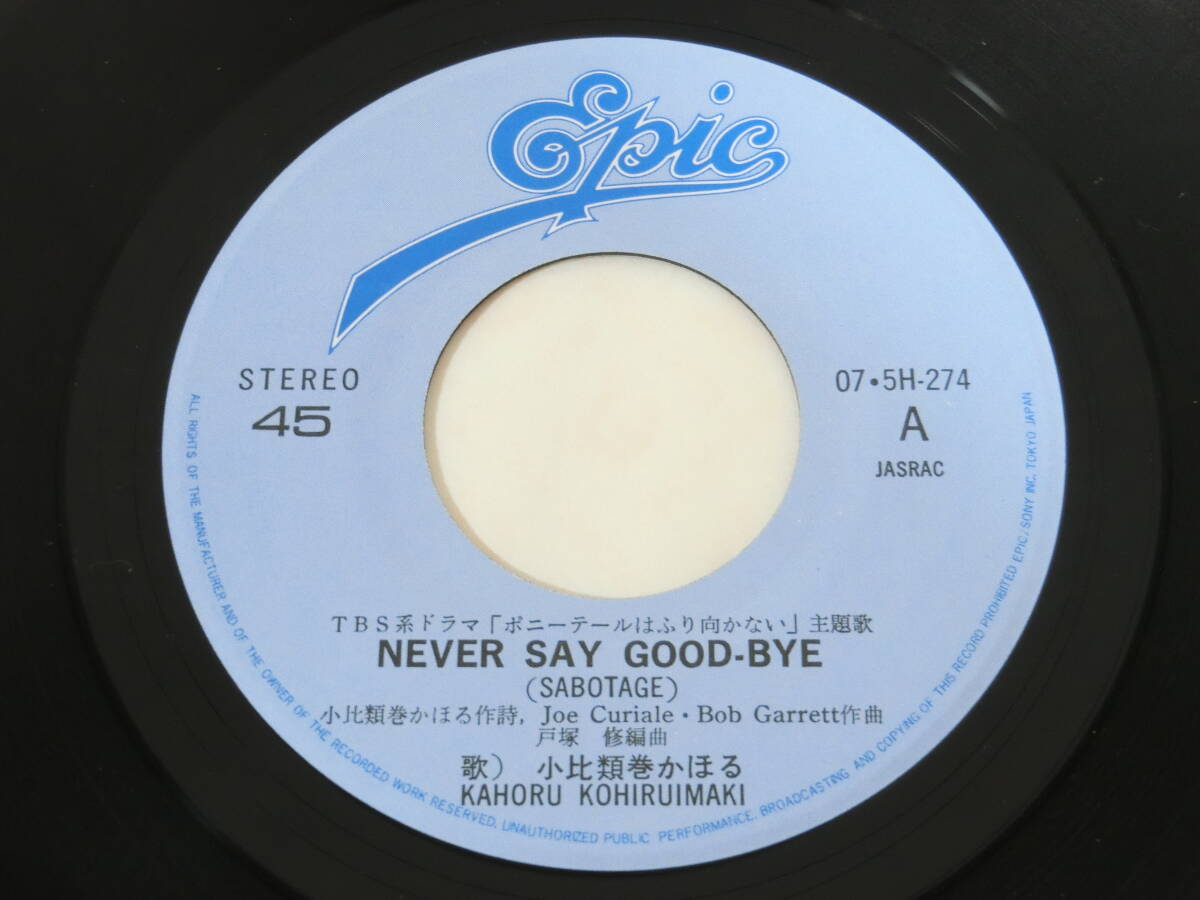 Epic
STEREO
45
07・5H-274
A
JASRAC
TBS系ドラマ「ポニーテールはふり向かない」主題歌
NEVER SAY GOOD-BYE
(SABOTAGE)
小比類巻かほる作詩, Joe Curiale・Bob Garrett作曲
戸塚 修編曲
歌) 小比類巻かほる
KAHORU KOHIRUIMAKI
ALL RIGHTS OF THE MANUFACTURER AND OF THE OWNER OF THE RECORDED WORK RESERVED. UNAUTHORIZED PUBLIC PERFORMANCE, BROADCASTING AND COPYING OF THIS RECORD PROHIBITED EPIC/SONY INC. TOKYO JAPAN